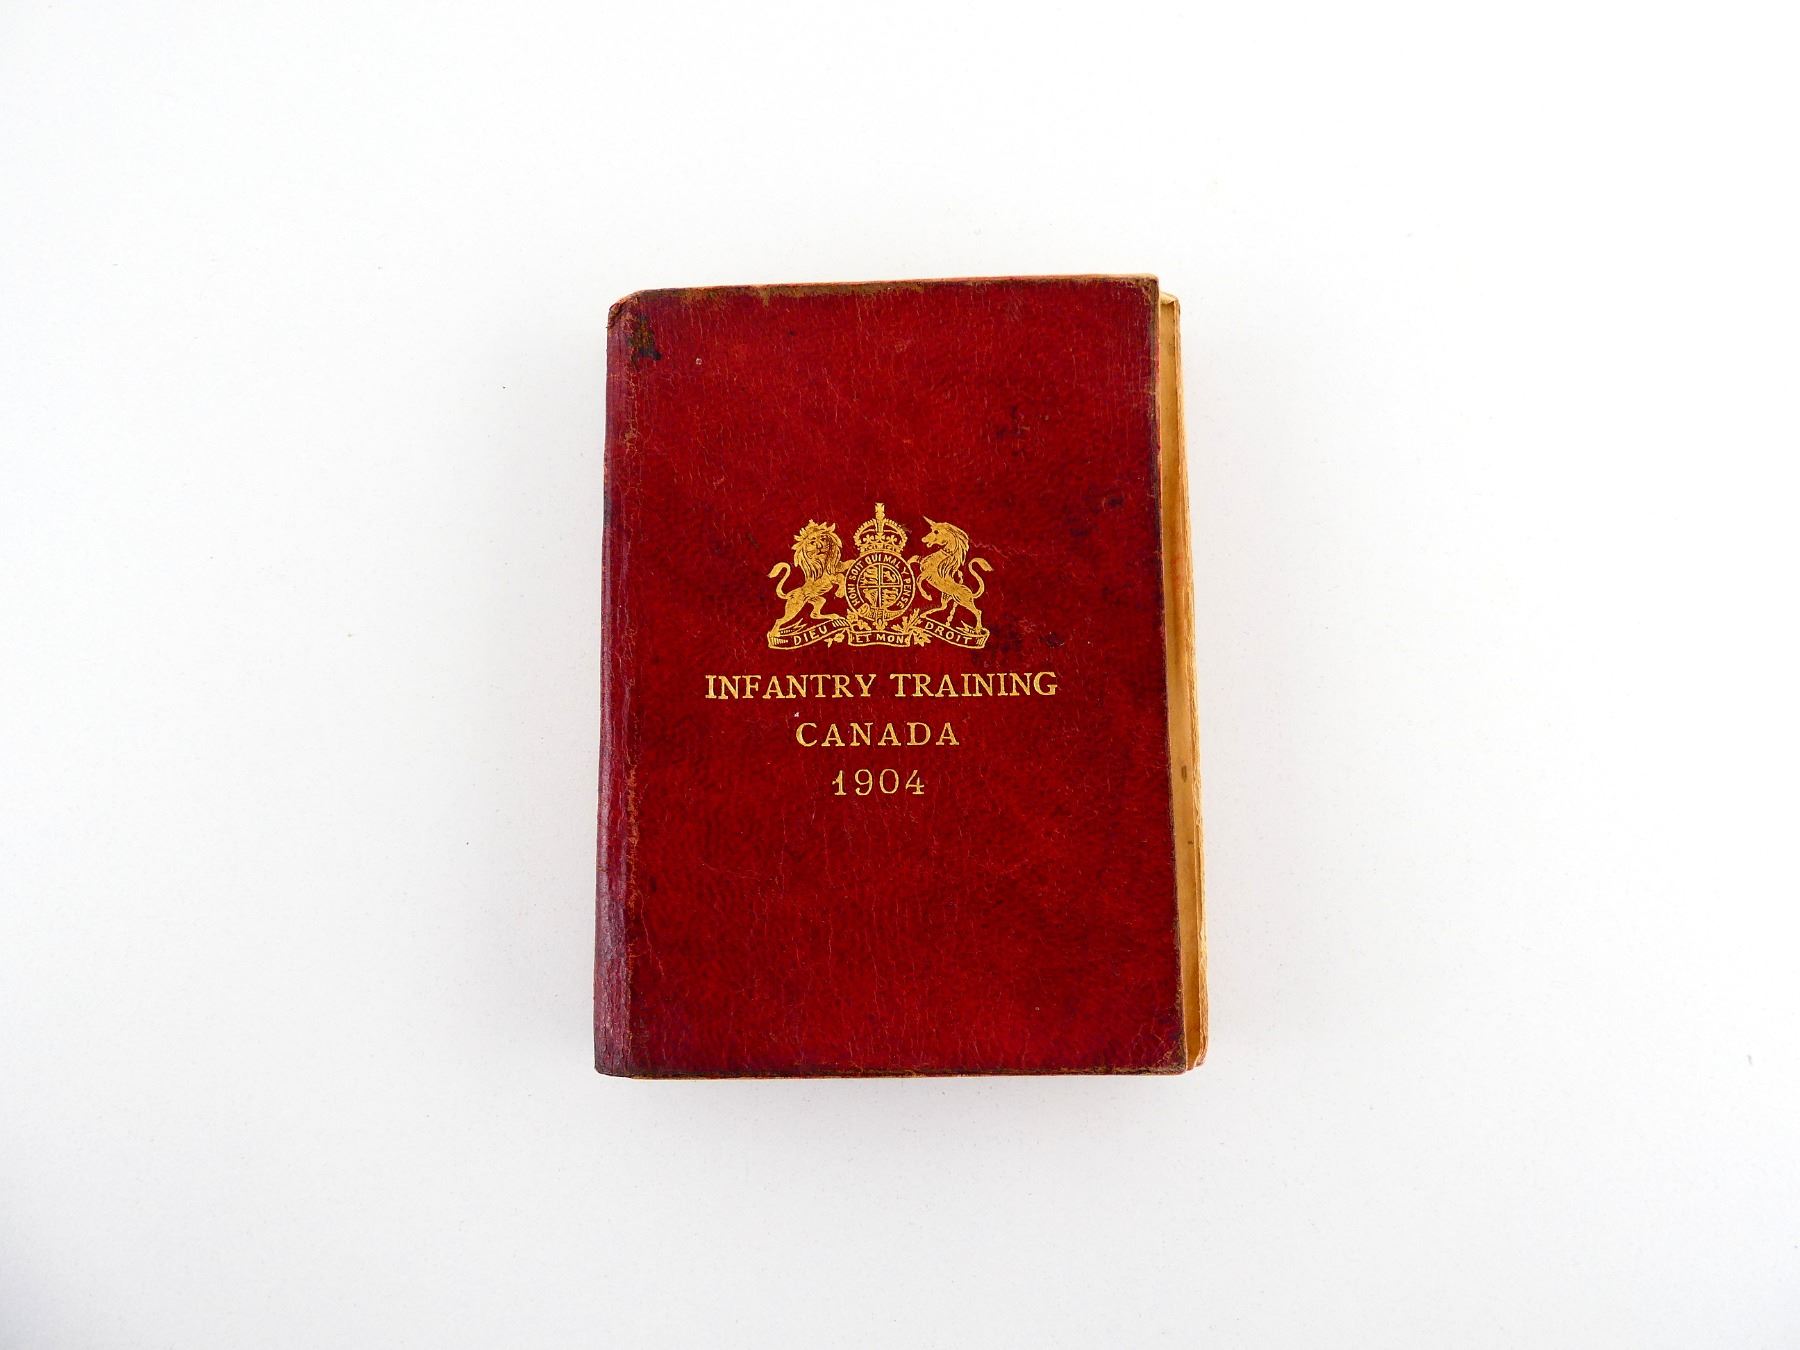 HONI SOIT QUI MAL Y PENSE
DIEU ET MON DROIT
INFANTRY TRAINING
CANADA
1904